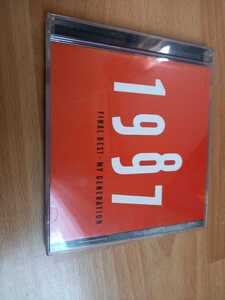 1987
FINAL BEST - MY GENERATION